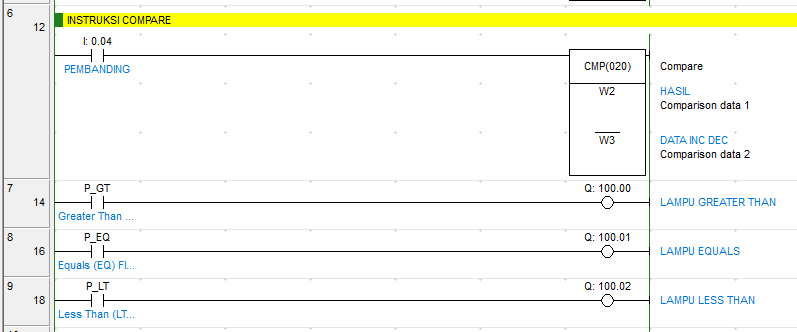 6
12
INSTRUKSI COMPARE
I: 0.04
PEMBANDING
CMP(020)
Compare
W2
HASIL
Comparison data 1
W3
DATA INC DEC
Comparison data 2
7
14
P_GT
Greater Than ...
Q: 100.00
LAMPU GREATER THAN
8
16
P_EQ
Equals (EQ) Fl...
Q: 100.01
LAMPU EQUALS
9
18
P_LT
Less Than (LT...
Q: 100.02
LAMPU LESS THAN